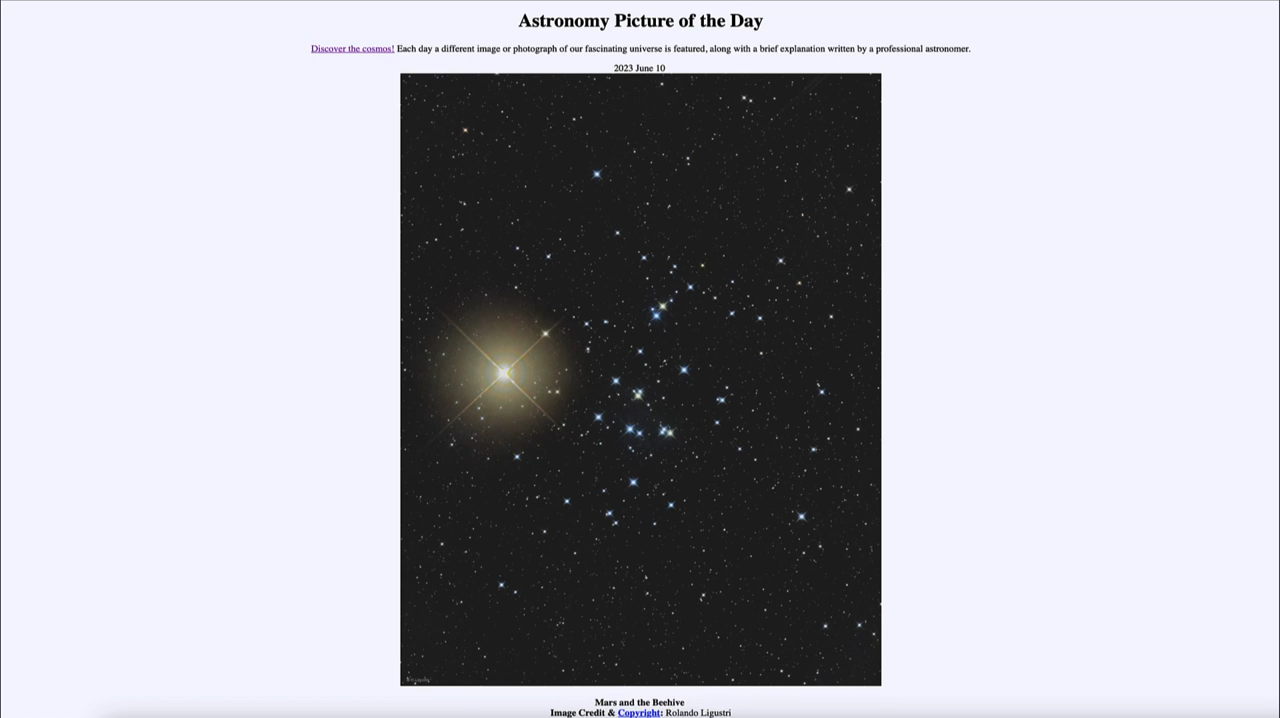 Astronomy Picture of the Day
Discover the cosmos! Each day a different image or photograph of our fascinating universe is featured, along with a brief explanation written by a professional astronomer.
2023 June 10
Mars and the Beehive
Image Credit & Copyright: Rolando Ligustri